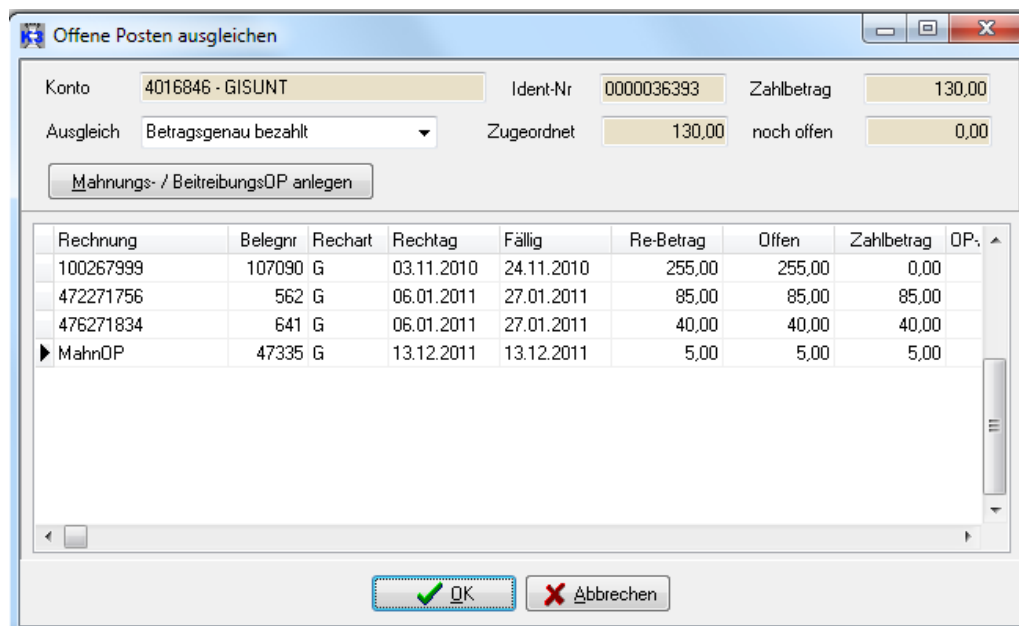 K3 Offene Posten ausgleichen
Konto 4016846 - GISUNT Ident-Nr 0000036393 Zahlbetrag 130,00
Ausgleich Betragsgenau bezahlt Zugeordnet 130,00 noch offen 0,00
Mahnungs- / BeitreibungsOP anlegen
Rechnung Belegnr Rechart Rechtag Fällig Re-Betrag Offen Zahlbetrag OP-
100267999 107090 G 03.11.2010 24.11.2010 255,00 255,00 0,00
472271756 562 G 06.01.2011 27.01.2011 85,00 85,00 85,00
476271834 641 G 06.01.2011 27.01.2011 40,00 40,00 40,00
MahnOP 47335 G 13.12.2011 13.12.2011 5,00 5,00 5,00
OK Abbrechen